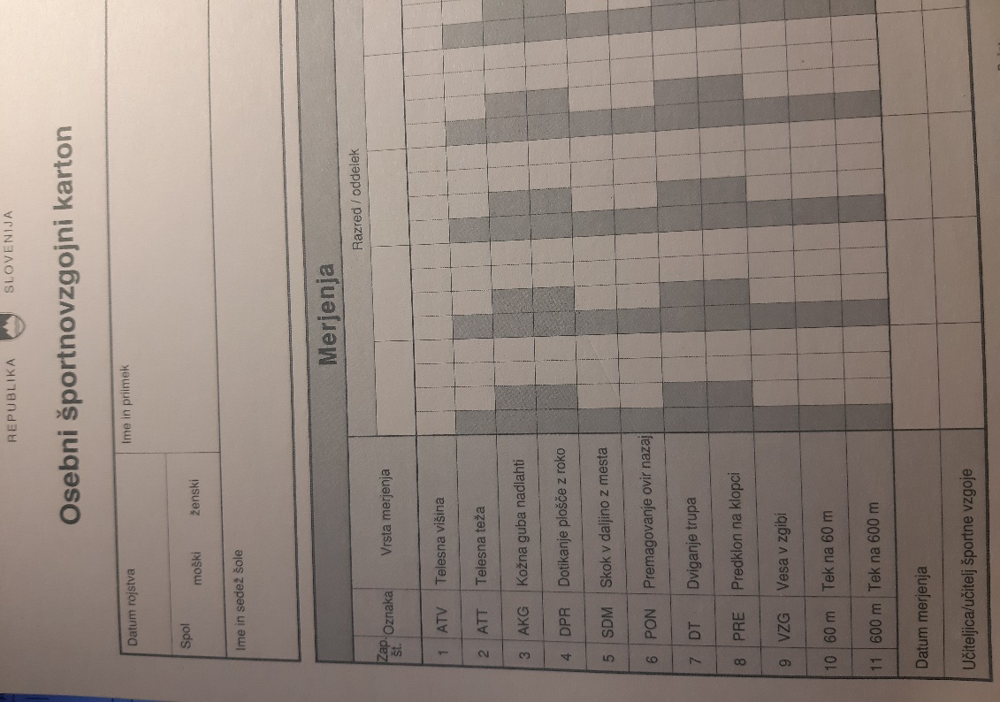 REPUBLIKA SLOVENIJA
Osebni športnovzgojni karton
Datum rojstva
Ime in priimek
Spol
moški ženski
Ime in sedež šole
Merjenja
Zap. št. Oznaka Vrsta merjenja Razred / oddelek
1 ATV Telesna višina
2 ATT Telesna teža
3 AKG Kožna guba nadlahti
4 DPR Dotikanje plošče z roko
5 SDM Skok v daljino z mesta
6 PON Premagovanje ovir nazaj
7 DT Dviganje trupa
8 PRE Predklon na klopci
9 VZG Vesa v zgibi
10 60 m Tek na 60 m
11 600 m Tek na 600 m
Datum merjenja
Učiteljica/učitelj športne vzgoje